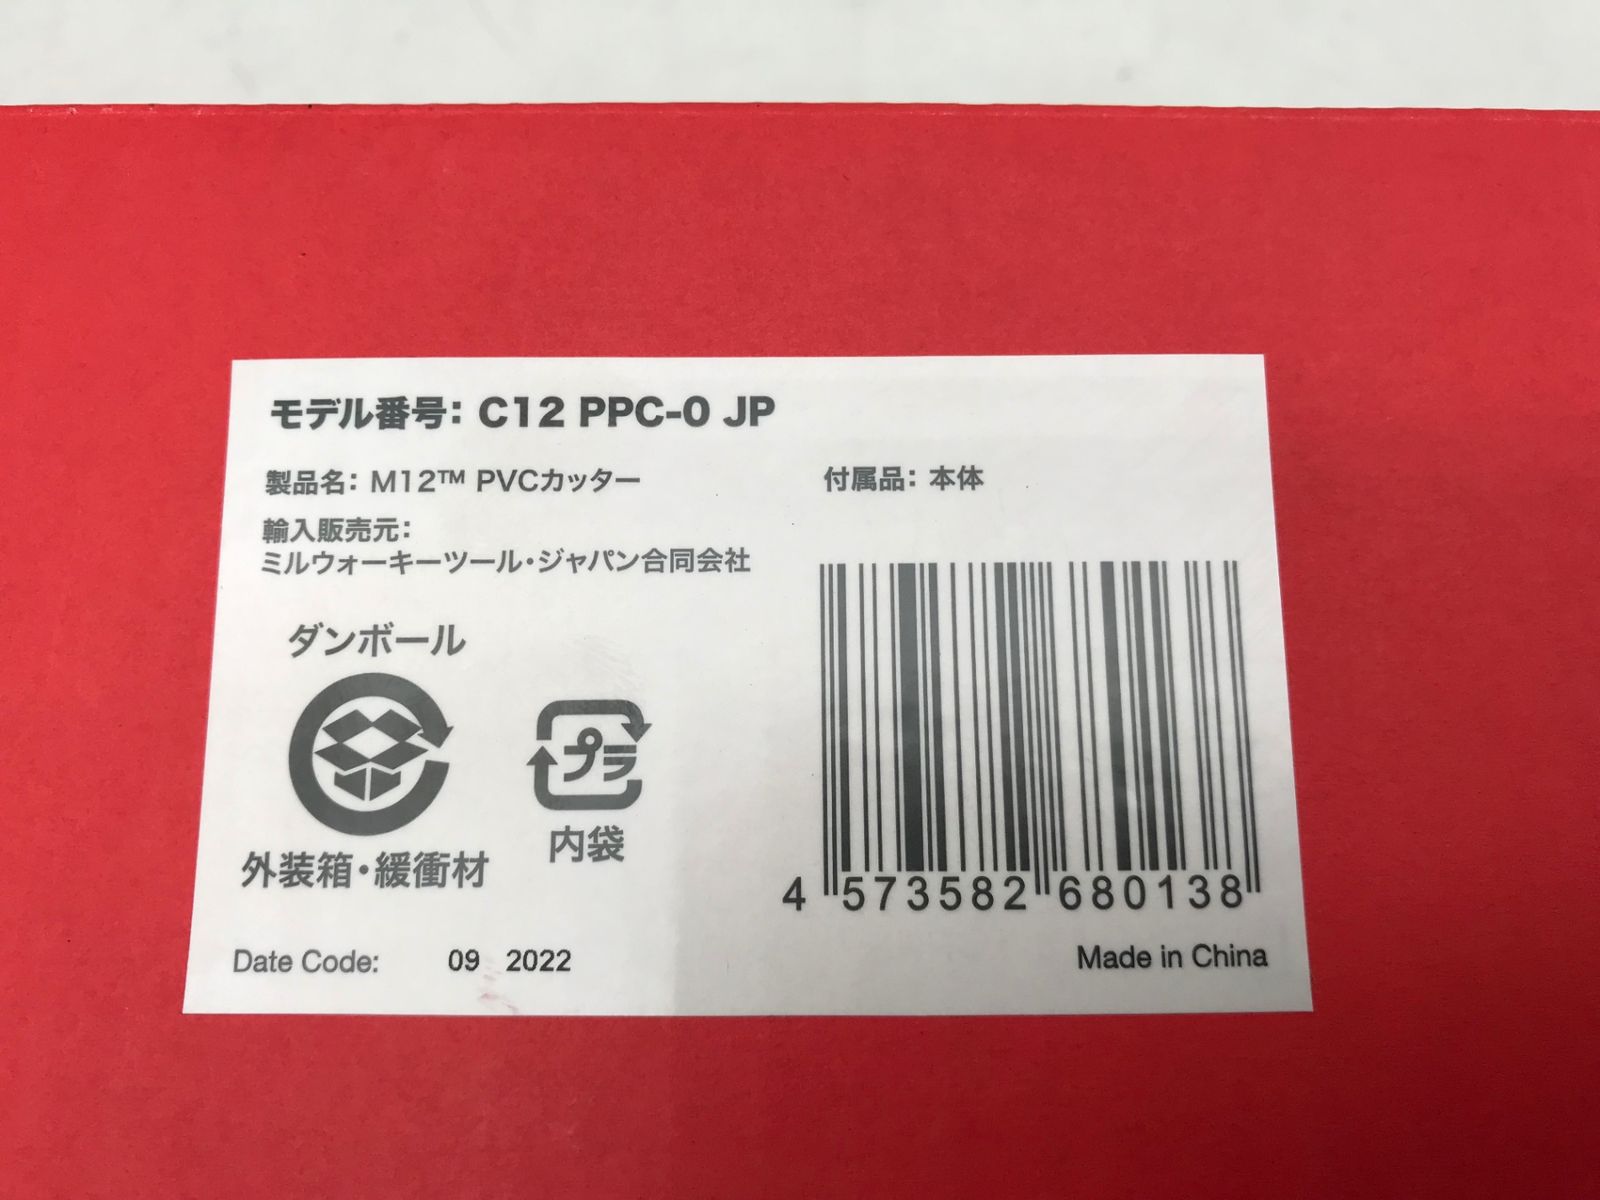 モデル番号: C12 PPC-0 JP
製品名: M12™ PVCカッター
付属品: 本体
輸入販売元:
ミルウォーキーツール・ジャパン合同会社
ダンボール
外装箱・緩衝材
プラ
内袋
4 573582 680138
Date Code: 09 2022
Made in China